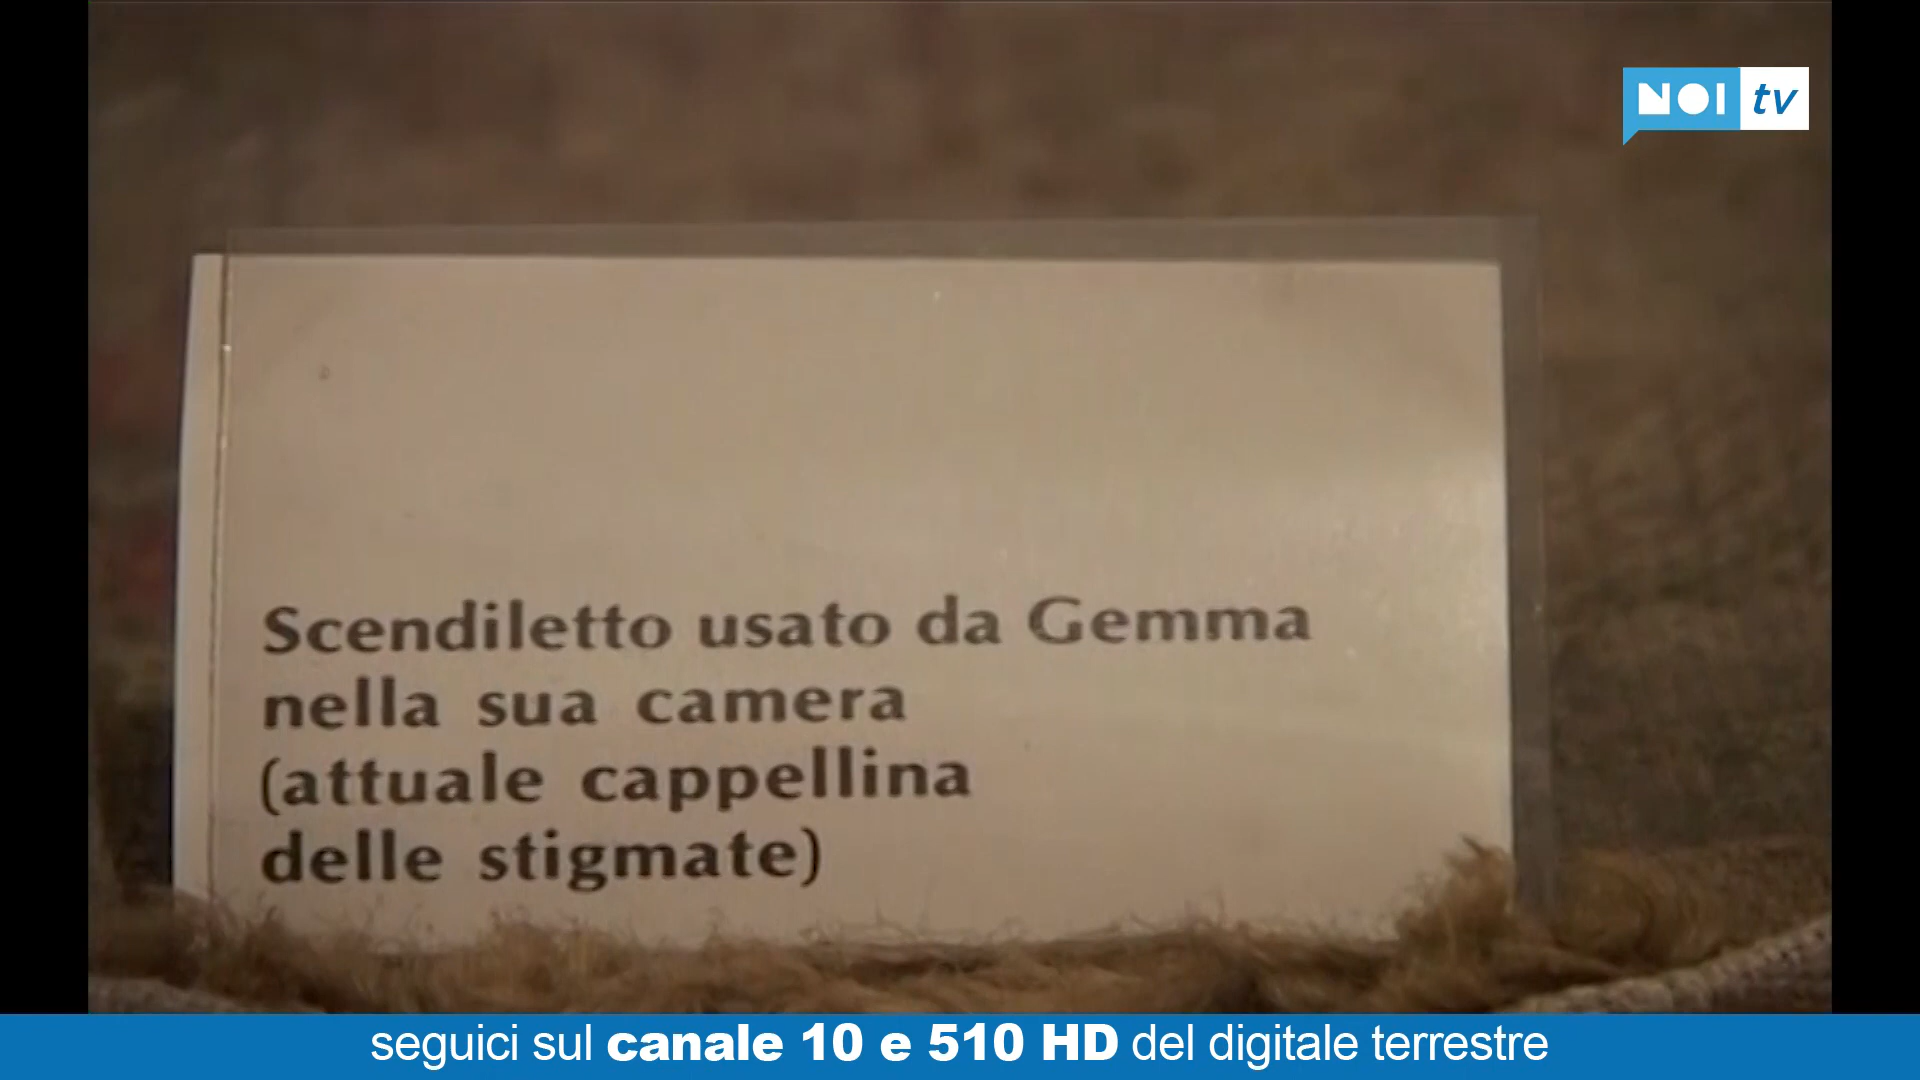 NOI tv
Scendiletto usato da Gemma
nella sua camera
(attuale cappellina
delle stigmate)
seguici sul canale 10 e 510 HD del digitale terrestre